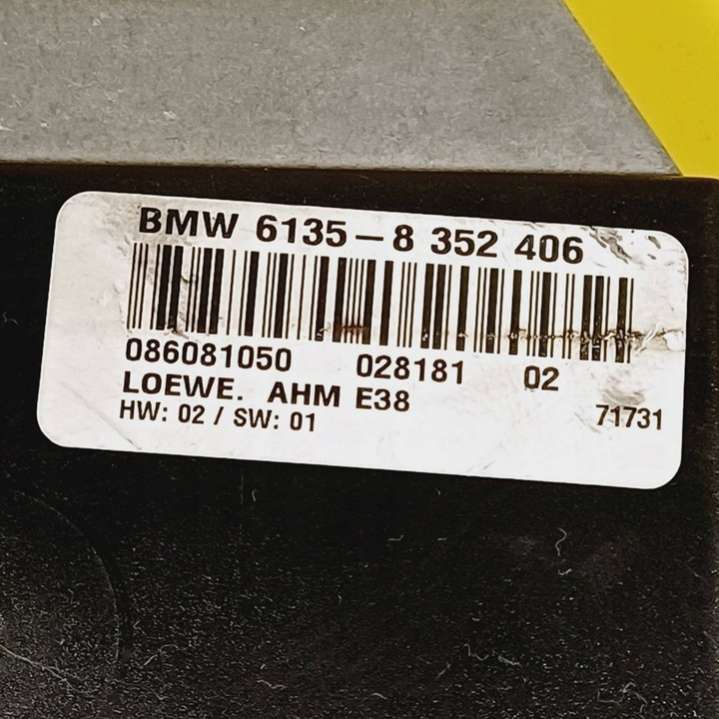 BMW 6135-8 352 406
086081050 028181 02
LOEWE. AHM E38
HW: 02 / SW: 01 71731